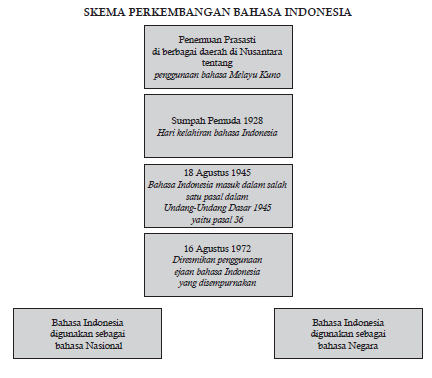 SKEMA PERKEMBANGAN BAHASA INDONESIA
Penemuan Prasasti
di berbagai daerah di Nusantara
tentang
penggunaan bahasa Melayu Kuno
Sumpah Pemuda 1928
Hari kelahiran bahasa Indonesia
18 Agustus 1945
Bahasa Indonesia masuk dalam salah
satu pasal dalam
Undang-Undang Dasar 1945
yaitu pasal 36
16 Agustus 1972
Diresmikan penggunaan
ejaan bahasa Indonesia
yang disempurnakan
Bahasa Indonesia
digunakan sebagai
bahasa Nasional
Bahasa Indonesia
digunakan sebagai
bahasa Negara